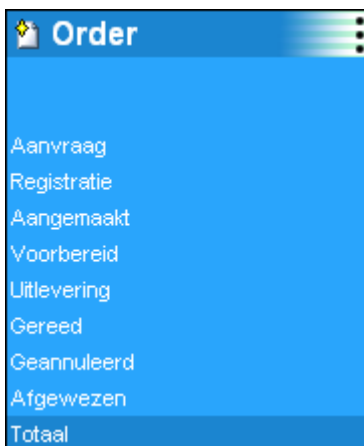 Order
Aanvraag
Registratie
Aangemaakt
Voorbereid
Uitlevering
Gereed
Geannuleerd
Afgewezen
Totaal